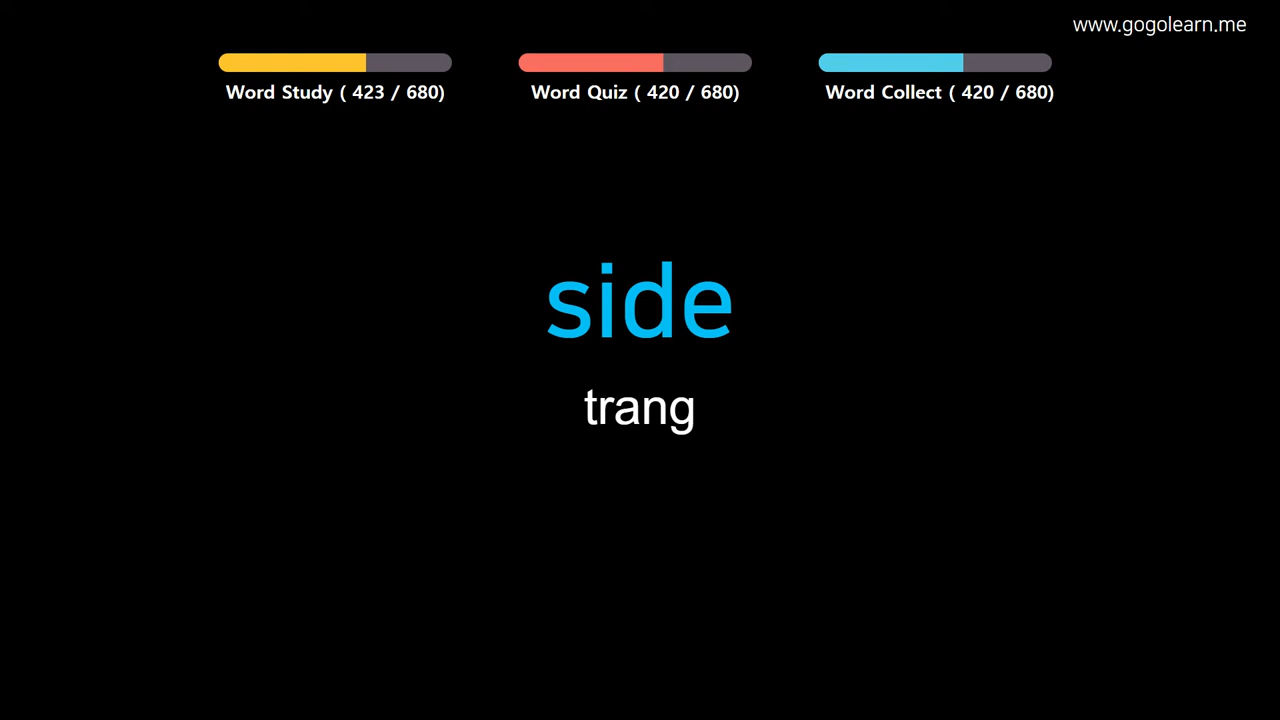 www.gogolearn.me
Word Study ( 423 / 680)
Word Quiz ( 420 / 680)
Word Collect ( 420 / 680)
side
trang